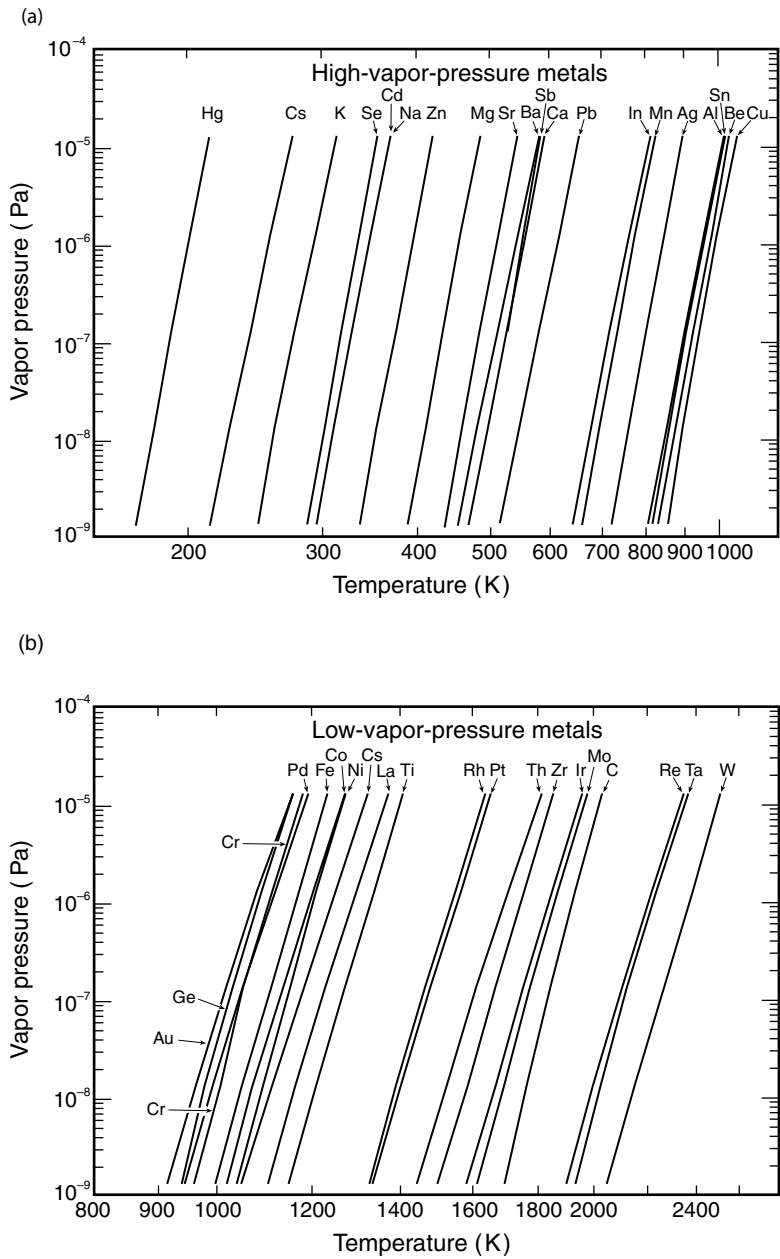 (a)
10⁻⁴
High-vapor-pressure metals
Cd Sb Sn
Hg Cs K Se Na Zn Mg Sr Ba Ca Pb In Mn Ag Al Be Cu
10⁻⁵
10⁻⁶
Vapor pressure ( Pa)
10⁻⁷
10⁻⁸
10⁻⁹
200 300 400 500 600 700 800 900 1000
Temperature (K)
(b)
10⁻⁴
Low-vapor-pressure metals
Co Cs Mo
Pd Fe Ni La Ti Rh Pt Th Zr Ir C Re Ta W
10⁻⁵
Cr
10⁻⁶
Vapor pressure ( Pa)
Ge
10⁻⁷
Au
Cr
10⁻⁸
10⁻⁹
800 900 1000 1200 1400 1600 1800 2000 2400
Temperature (K)